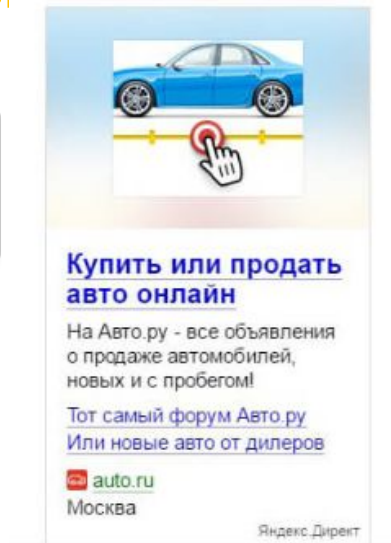 Купить или продать
авто онлайн
На Авто.ру - все объявления
о продаже автомобилей,
новых и с пробегом!
Тот самый форум Авто.ру
Или новые авто от дилеров
auto.ru
Москва
Яндекс.Директ